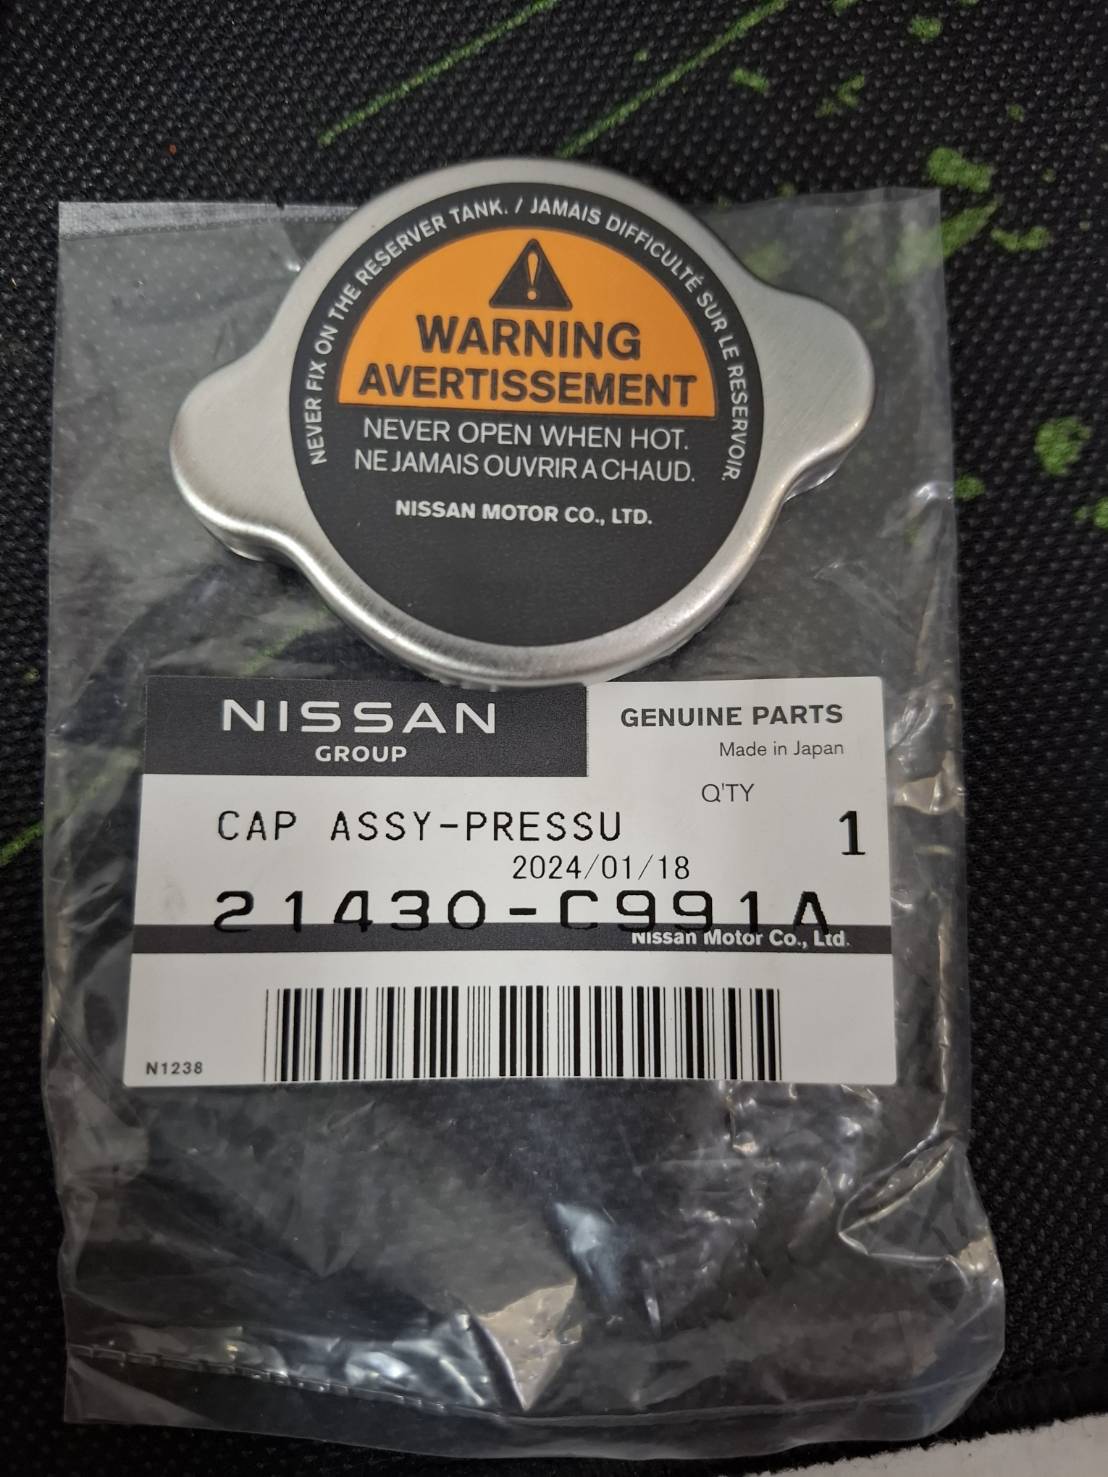 NEVER FIX ON THE RESERVER TANK. / JAMAIS DIFFICULTÉ SUR LE RESERVOIR.
WARNING
AVERTISSEMENT
NEVER OPEN WHEN HOT.
NE JAMAIS OUVRIR A CHAUD.
NISSAN MOTOR CO., LTD.
NISSAN
GROUP
GENUINE PARTS
Made in Japan
Q'TY
CAP ASSY-PRESSU
1
2024/01/18
21430-C991A
Nissan Motor Co., Ltd.
N1238